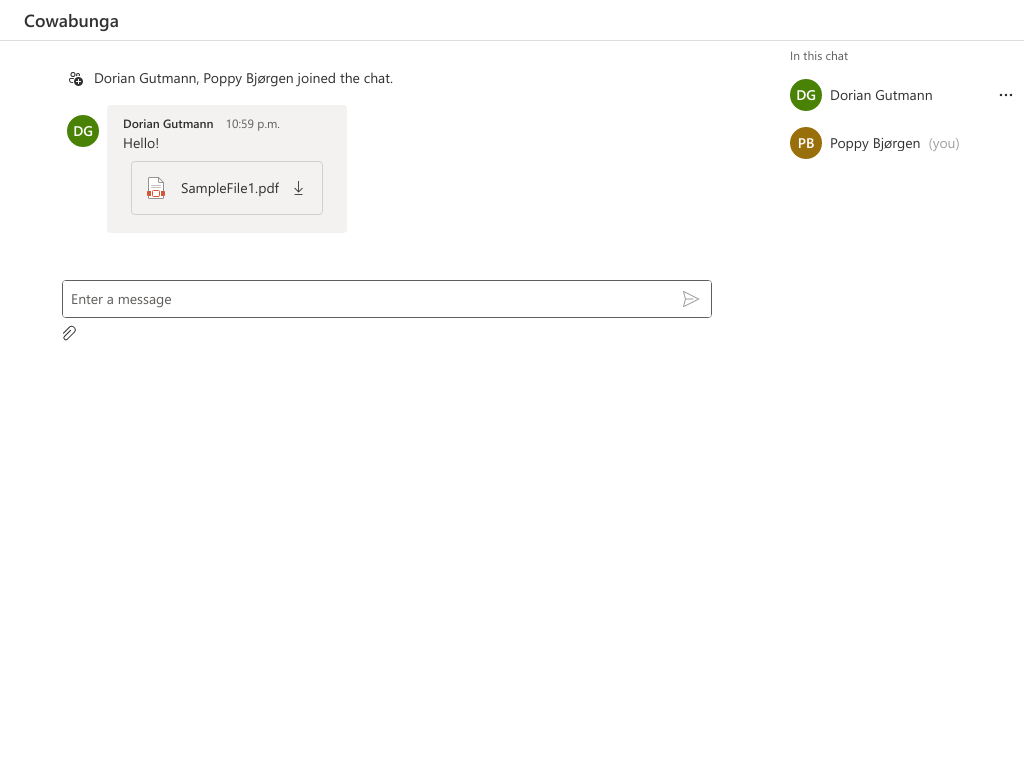 Cowabunga
Dorian Gutmann, Poppy Bjørgen joined the chat.
DG
Dorian Gutmann 10:59 p.m.
Hello!
SampleFile1.pdf
Enter a message
In this chat
DG Dorian Gutmann
PB Poppy Bjørgen (you)